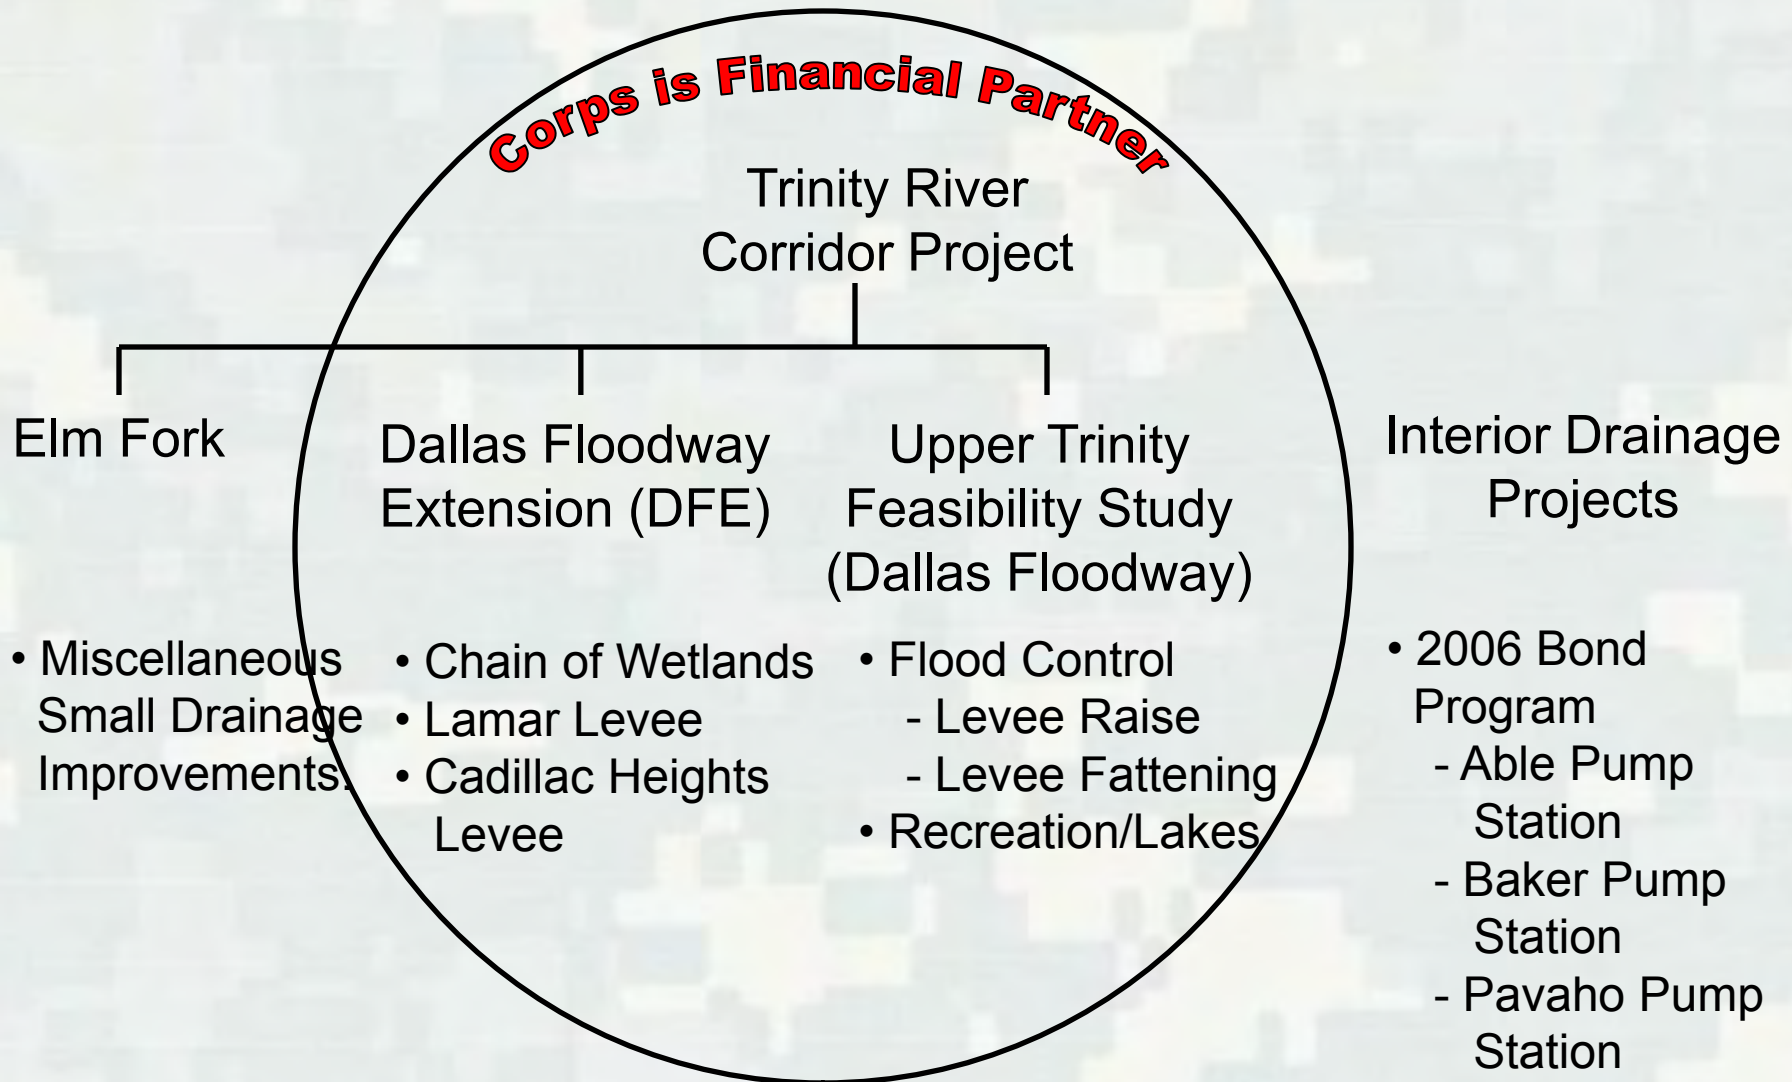 Corps is Financial Partner
Trinity River
Corridor Project
Elm Fork
• Miscellaneous
Small Drainage
Improvements.
Dallas Floodway
Extension (DFE)
• Chain of Wetlands
• Lamar Levee
• Cadillac Heights
Levee
Upper Trinity
Feasibility Study
(Dallas Floodway)
• Flood Control
- Levee Raise
- Levee Fattening
• Recreation/Lakes
Interior Drainage
Projects
• 2006 Bond
Program
- Able Pump
Station
- Baker Pump
Station
- Pavaho Pump
Station